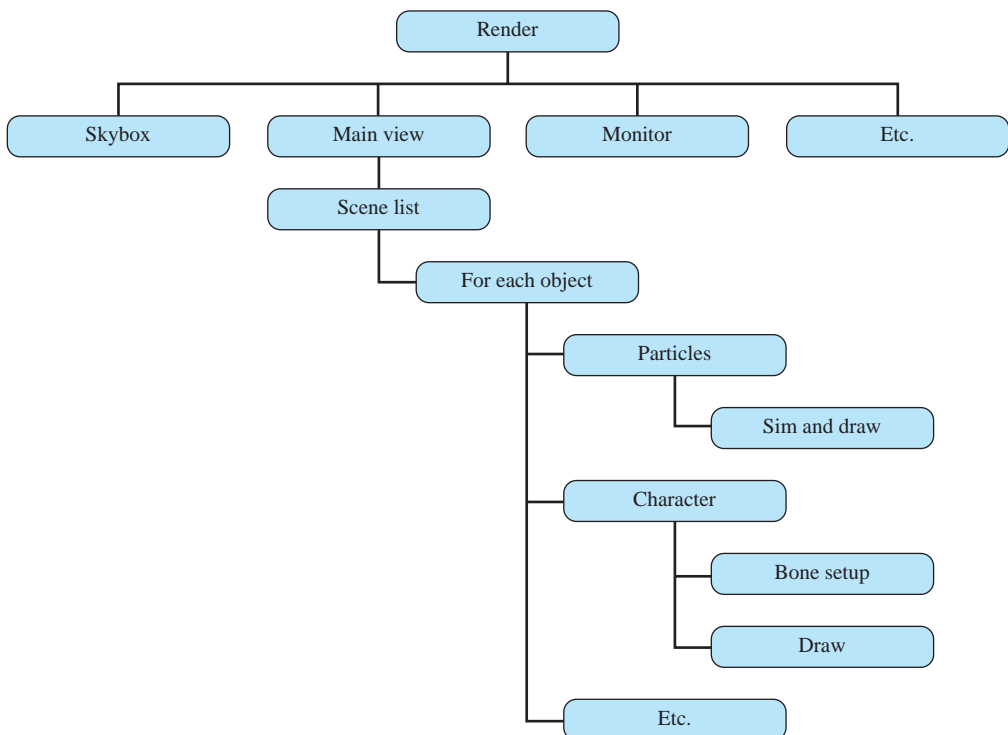 Render
Skybox
Main view
Monitor
Etc.
Scene list
For each object
Particles
Sim and draw
Character
Bone setup
Draw
Etc.